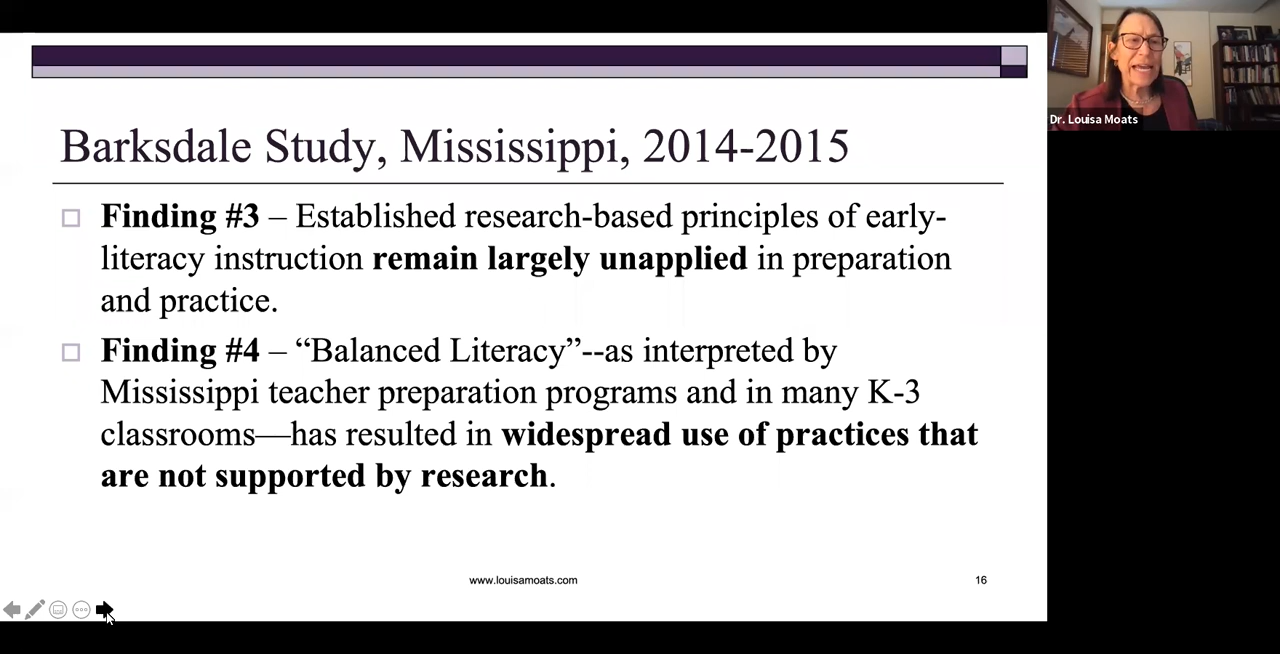 Barksdale Study, Mississippi, 2014-2015
Finding #3 – Established research-based principles of early-
literacy instruction remain largely unapplied in preparation
and practice.
Finding #4 – “Balanced Literacy”--as interpreted by
Mississippi teacher preparation programs and in many K-3
classrooms—has resulted in widespread use of practices that
are not supported by research.
www.louisamoats.com
16
Dr. Louisa Moats